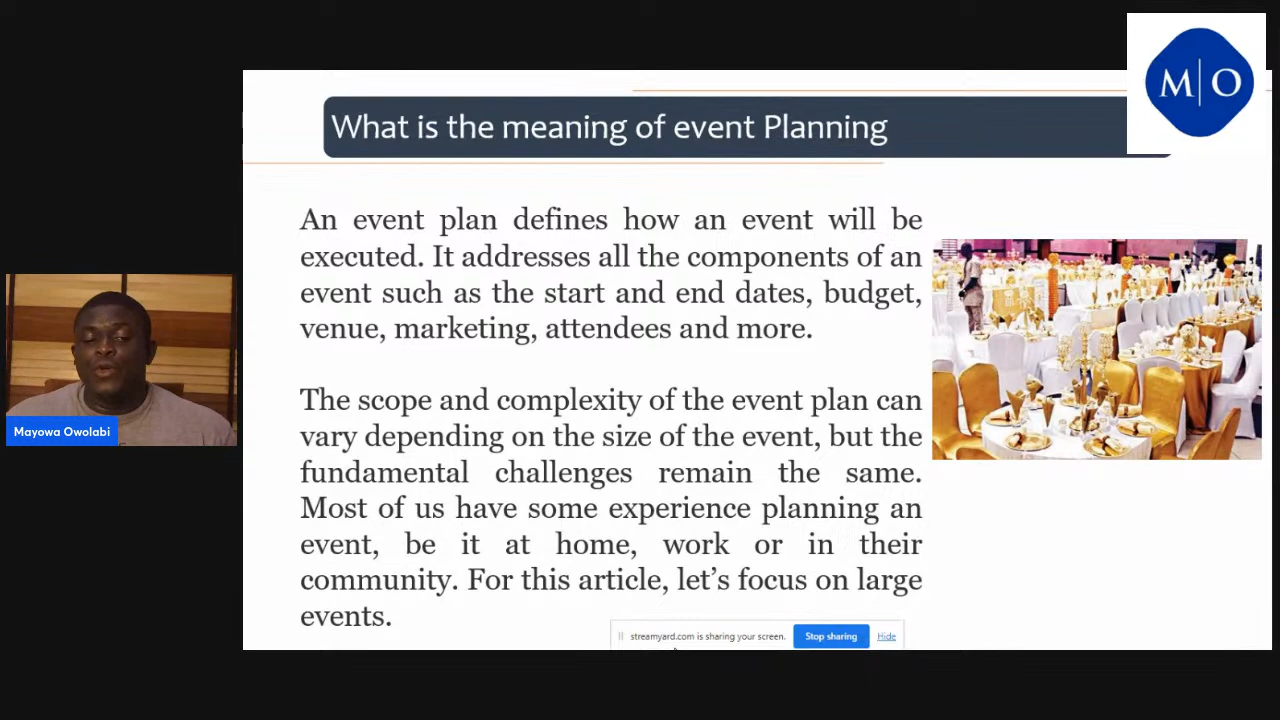 M|O
What is the meaning of event Planning
An event plan defines how an event will be
executed. It addresses all the components of an
event such as the start and end dates, budget,
venue, marketing, attendees and more.
The scope and complexity of the event plan can
vary depending on the size of the event, but the
fundamental challenges remain the same.
Most of us have some experience planning an
event, be it at home, work or in their
community. For this article, let's focus on large
events.
Mayowa Owolabi
streamyard.com is sharing your screen. Stop sharing Hide